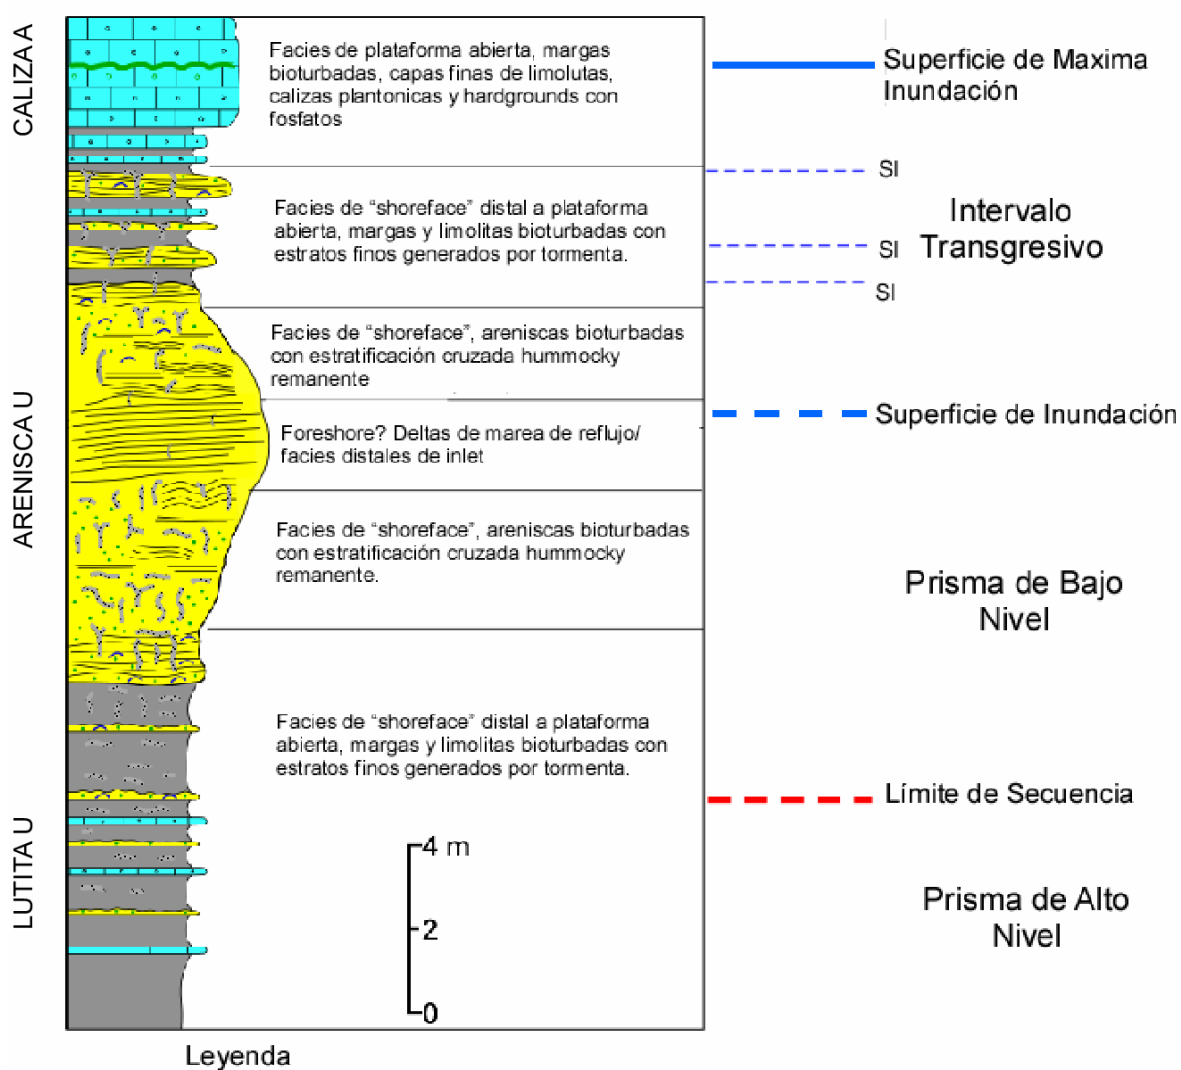 CALIZA A
Facies de plataforma abierta, margas
bioturbadas, capas finas de limolutas,
calizas plantonicas y hardgrounds con
fosfatos
Superficie de Maxima
Inundación
SI
Facies de “shoreface” distal a plataforma
abierta, margas y limolitas bioturbadas con
estratos finos generados por tormenta.
Intervalo
Transgresivo
SI
SI
ARENISCA U
Facies de “shoreface”, areniscas bioturbadas
con estratificación cruzada hummocky
remanente
Superficie de Inundación
Foreshore? Deltas de marea de reflujo/
facies distales de inlet
Facies de “shoreface”, areniscas bioturbadas
con estratificación cruzada hummocky
remanente.
Prisma de Bajo
Nivel
LUTITA U
Facies de “shoreface” distal a plataforma
abierta, margas y limolitas bioturbadas con
estratos finos generados por tormenta.
Límite de Secuencia
4 m
2
0
Prisma de Alto
Nivel
Leyenda